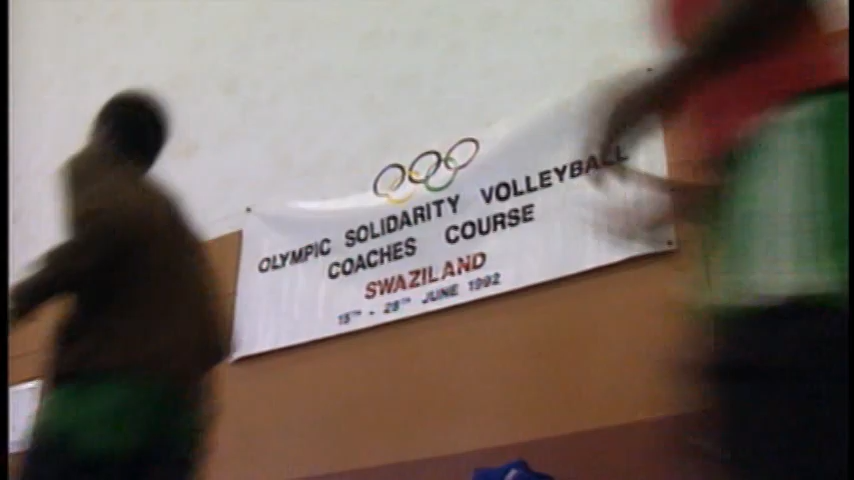 OLYMPIC SOLIDARITY VOLLEYBALL
COACHES COURSE
SWAZILAND
15TH - 28TH JUNE 1992